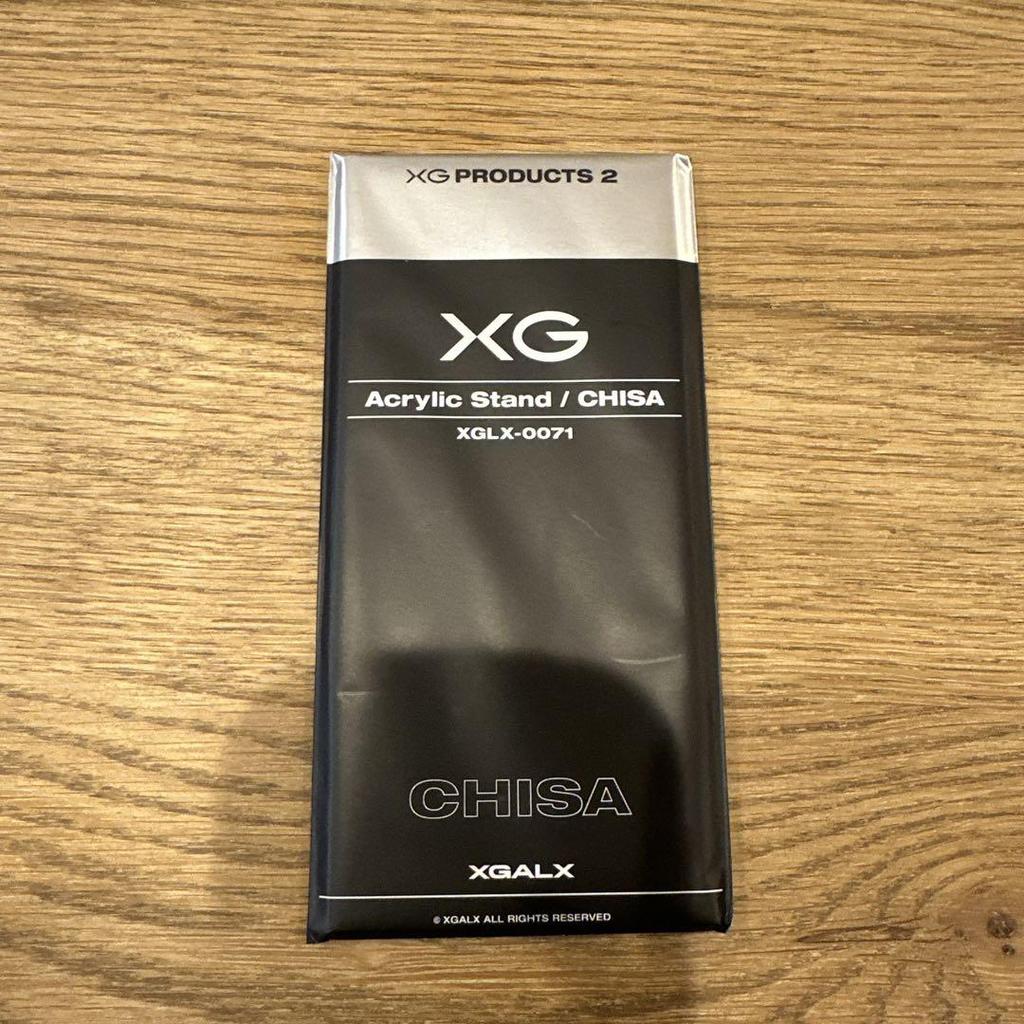 XG PRODUCTS 2
XG
Acrylic Stand / CHISA
XGLX-0071
CHISA
XGALX
© XGALX ALL RIGHTS RESERVED